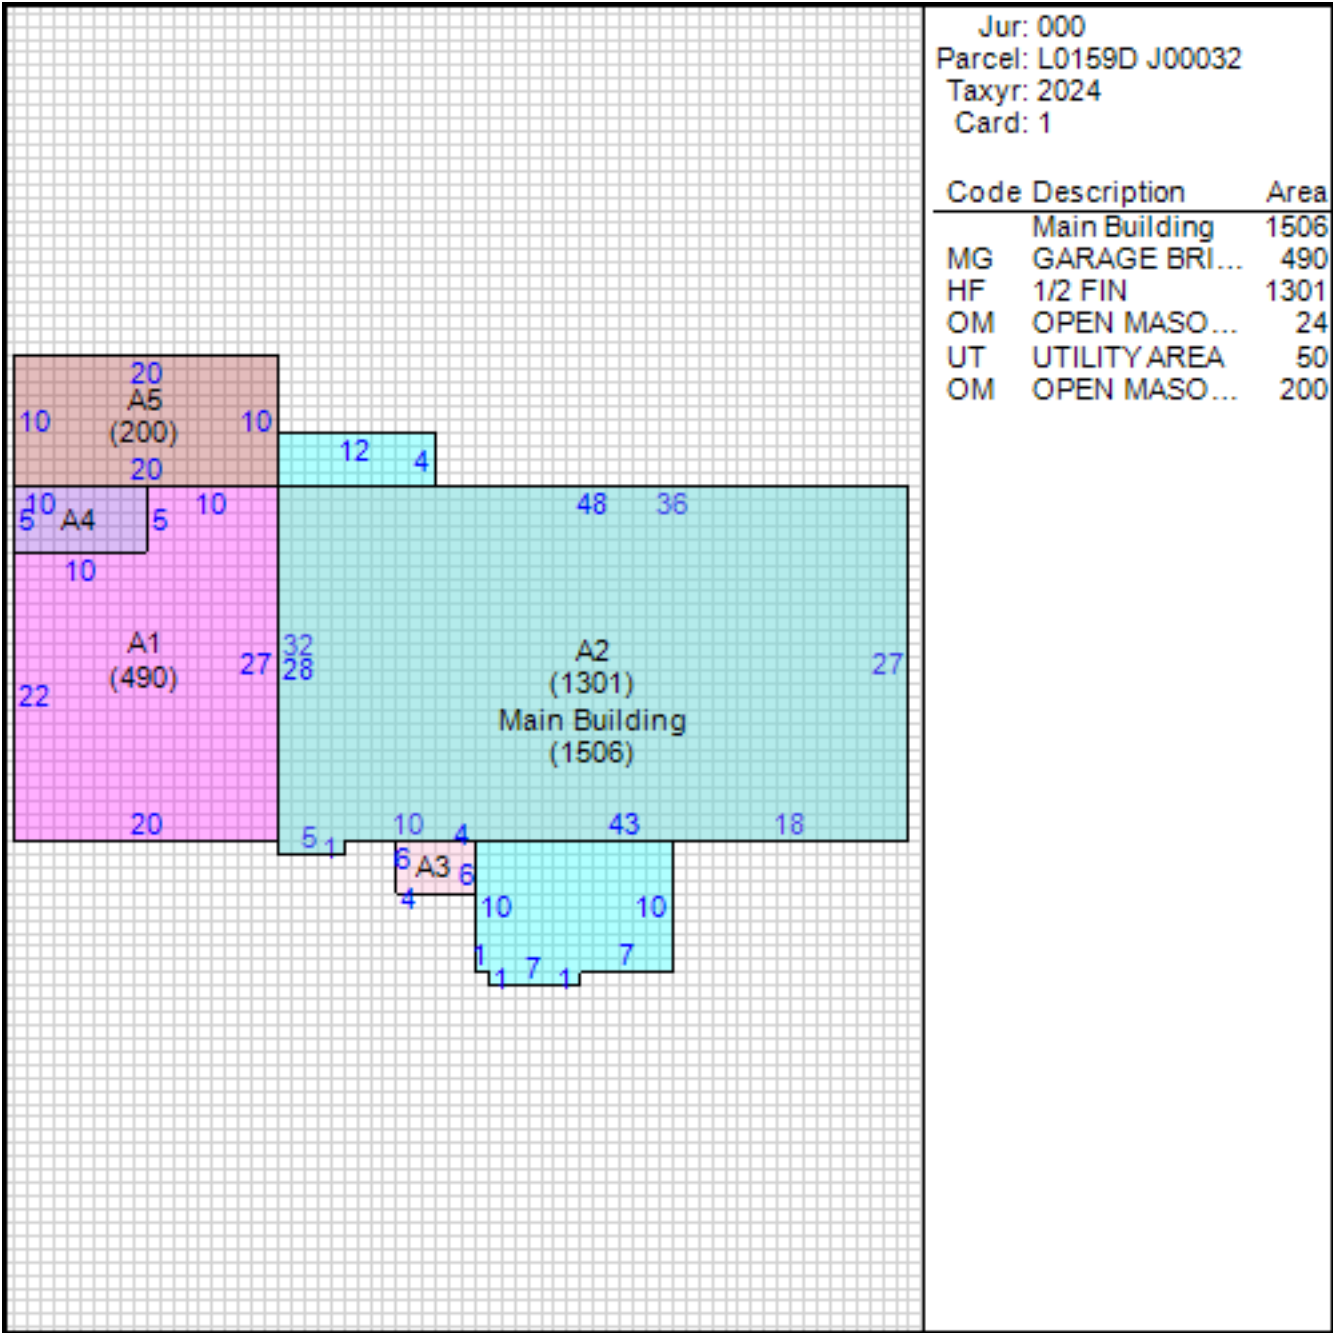 Jur: 000
Parcel: L0159D J00032
Taxyr: 2024
Card: 1
Code Description Area
Main Building 1506
MG GARAGE BRI... 490
HF 1/2 FIN 1301
OM OPEN MASO... 24
UT UTILITY AREA 50
OM OPEN MASO... 200
20
A5
10 (200) 10
20
12 4
10 10 48 36
5 A4 5
10
A1
(490)
22 27
32
28
A2
(1301)
27
Main Building
(1506)
20
5 1 10 4 43 18
6 A3 6
4
10 10
1 7 7
1 1